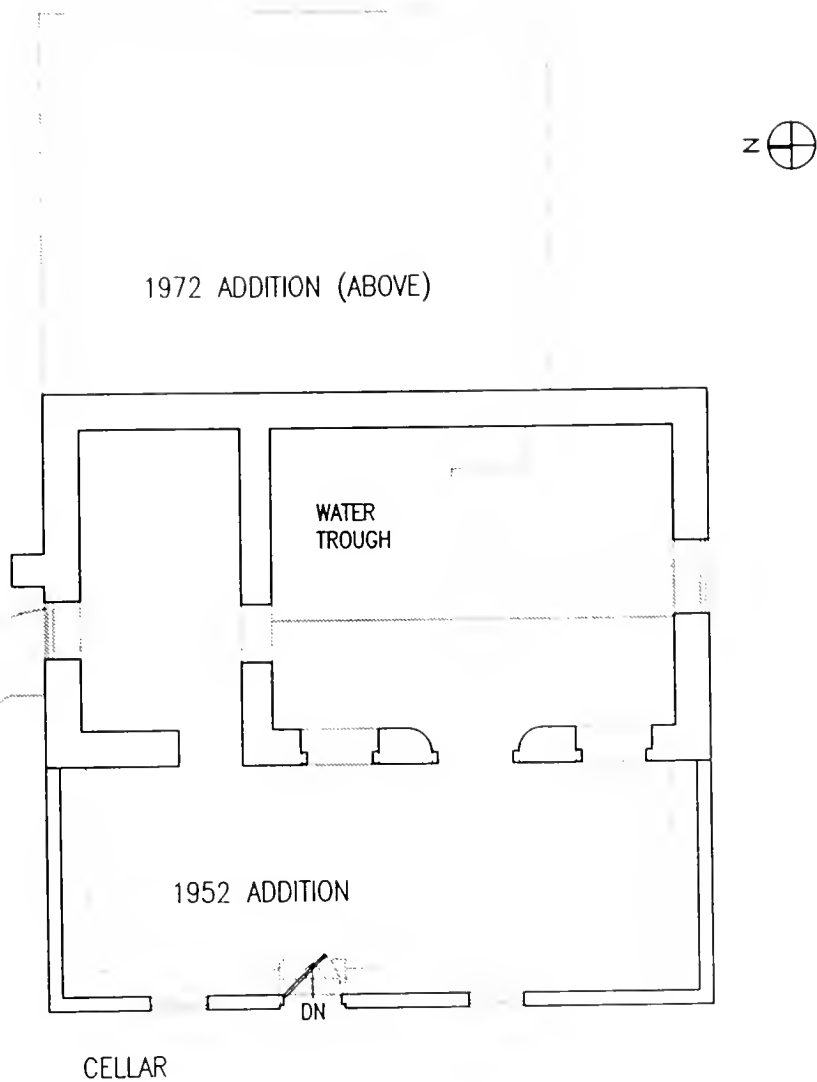 N
1972 ADDITION (ABOVE)
WATER
TROUGH
1952 ADDITION
DN
CELLAR